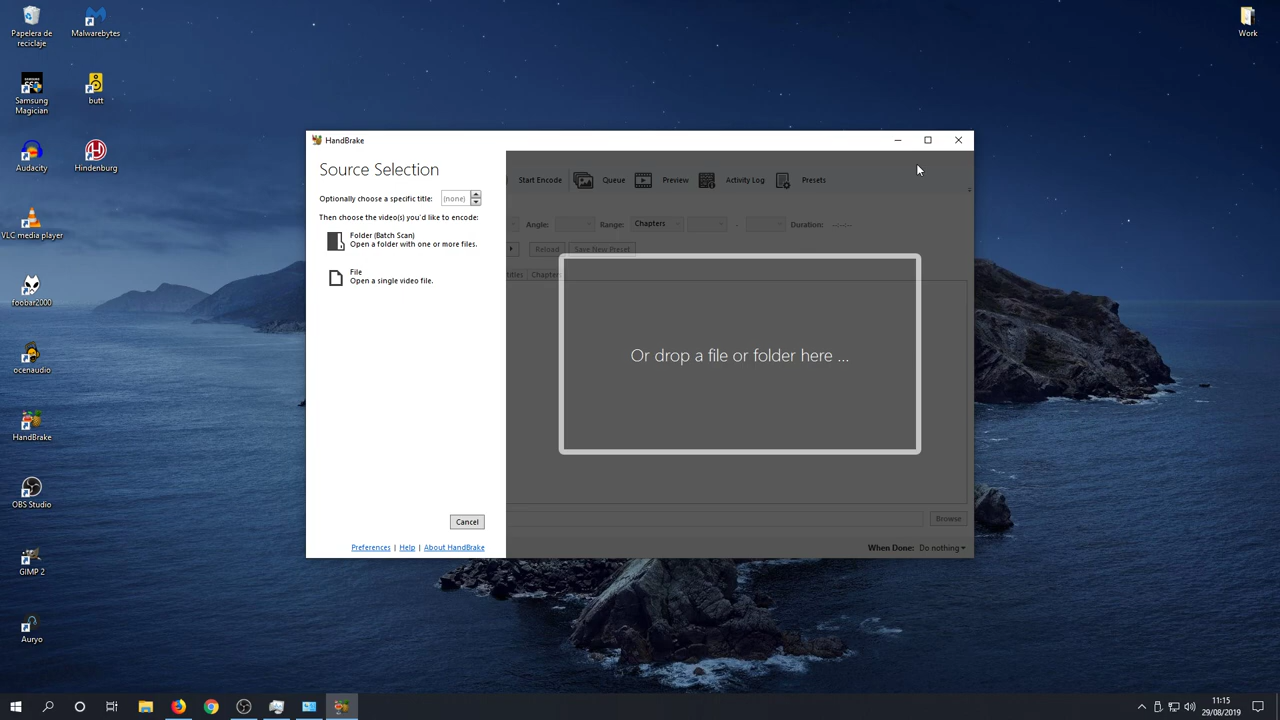 Papelera de
reciclaje
Malwarebytes
Work
SAMSUNG
SSD
Samsung
Magician
butt
Audacity
Hindenburg
VLC media player
foobar2000
ocenaudio
HandBrake
OBS Studio
GIMP 2
Auryo
HandBrake
Source Selection
Optionally choose a specific title: (none)
Then choose the video(s) you'd like to encode:
Folder (Batch Scan)
Open a folder with one or more files.
File
Open a single video file.
Cancel
Preferences | Help | About HandBrake
Start Encode Queue Preview Activity Log Presets
Angle: Range: Chapters - Duration: --:--:--
Reload Save New Preset
titles Chapters
Or drop a file or folder here ...
Browse
When Done: Do nothing
11:15
29/08/2019